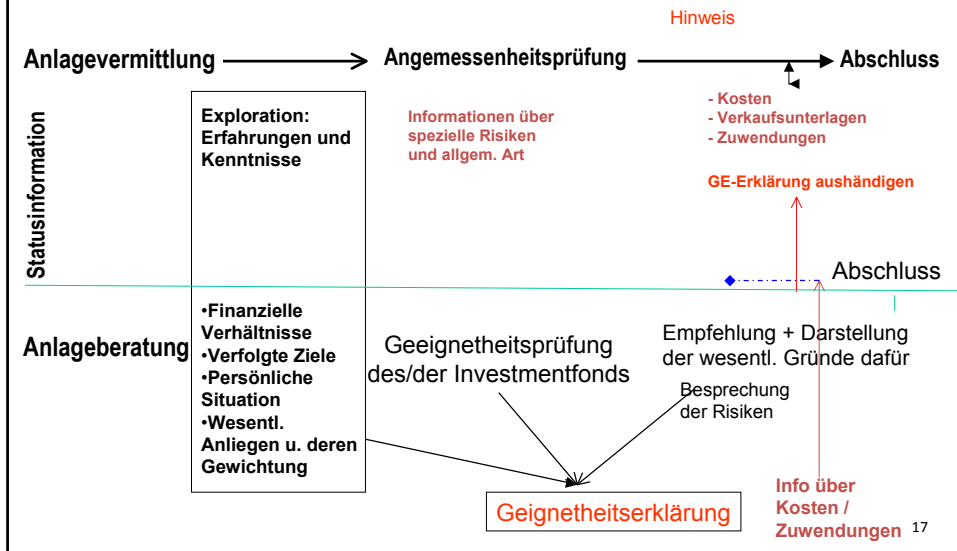 Hinweis
Anlagevermittlung
Angemessenheitsprüfung
Abschluss
Statusinformation
Exploration:
Erfahrungen und
Kenntnisse
Informationen über
spezielle Risiken
und allgem. Art
- Kosten
- Verkaufsunterlagen
- Zuwendungen
GE-Erklärung aushändigen
Abschluss
Anlageberatung
•Finanzielle
Verhältnisse
•Verfolgte Ziele
•Persönliche
Situation
•Wesentl.
Anliegen u. deren
Gewichtung
Geeignetheitsprüfung
des/der Investmentfonds
Empfehlung + Darstellung
der wesentl. Gründe dafür
Besprechung
der Risiken
Geignetheitserklärung
Info über
Kosten /
Zuwendungen
17